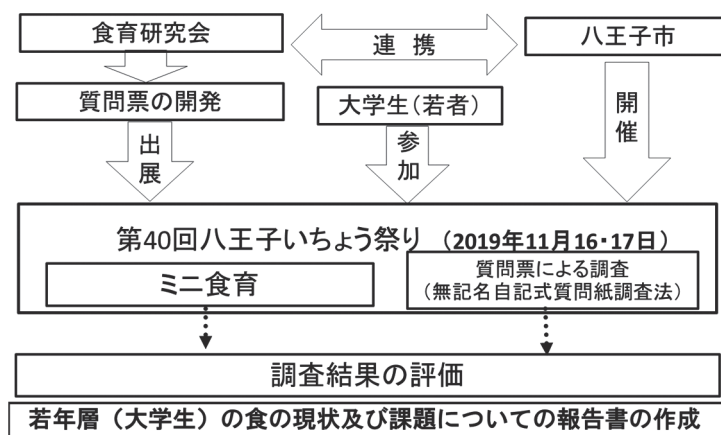 食育研究会
連 携
八王子市
質問票の開発
大学生（若者）
開催
出展
参加
第40回八王子いちょう祭り （2019年11月16・17日）
ミニ食育
質問票による調査
（無記名自記式質問紙調査法）
調査結果の評価
若年層（大学生）の食の現状及び課題についての報告書の作成